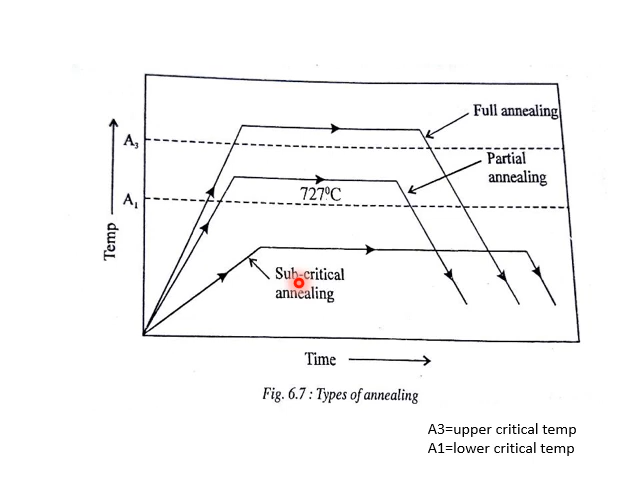 Full annealing
A₃
Partial
annealing
727⁰C
A₁
Temp
Sub-critical
annealing
Time
Fig. 6.7 : Types of annealing
A3=upper critical temp
A1=lower critical temp